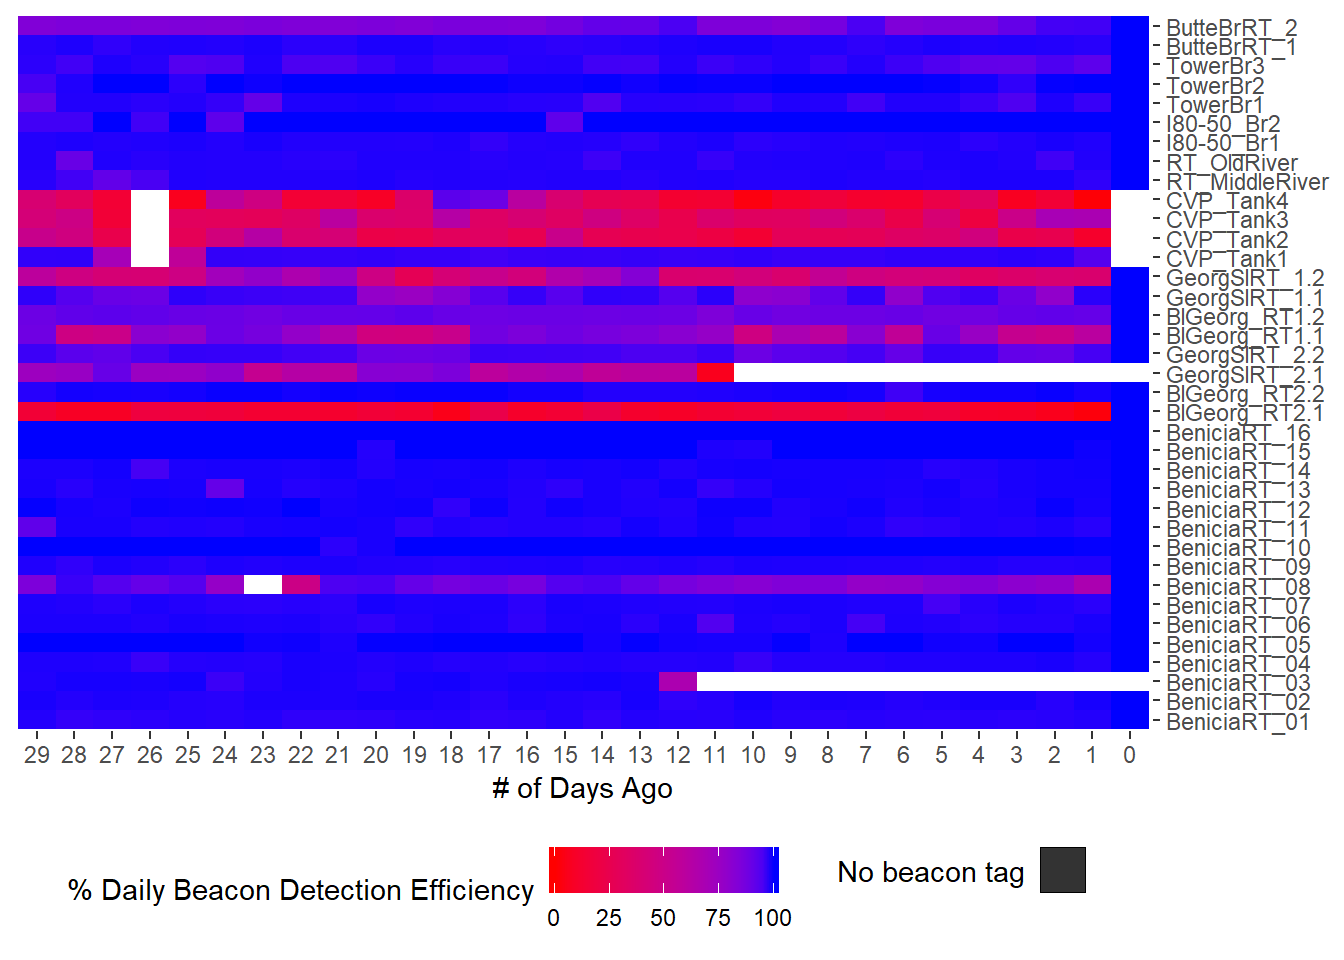 ButteBrRT_2
ButteBrRT_1
TowerBr3
TowerBr2
TowerBr1
I80-50_Br2
I80-50_Br1
RT_OldRiver
RT_MiddleRiver
CVP_Tank4
CVP_Tank3
CVP_Tank2
CVP_Tank1
GeorgSlRT_1.2
GeorgSlRT_1.1
BlGeorg_RT1.2
BlGeorg_RT1.1
GeorgSlRT_2.2
GeorgSlRT_2.1
BlGeorg_RT2.2
BlGeorg_RT2.1
BeniciaRT_16
BeniciaRT_15
BeniciaRT_14
BeniciaRT_13
BeniciaRT_12
BeniciaRT_11
BeniciaRT_10
BeniciaRT_09
BeniciaRT_08
BeniciaRT_07
BeniciaRT_06
BeniciaRT_05
BeniciaRT_04
BeniciaRT_03
BeniciaRT_02
BeniciaRT_01
29 28 27 26 25 24 23 22 21 20 19 18 17 16 15 14 13 12 11 10 9 8 7 6 5 4 3 2 1 0
# of Days Ago
% Daily Beacon Detection Efficiency
0 25 50 75 100
No beacon tag